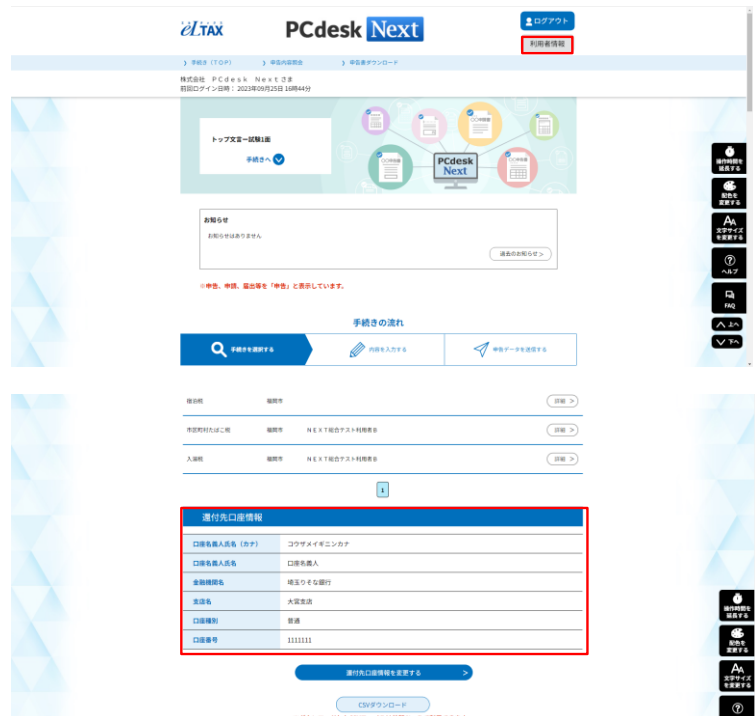 eLTAX
PCdesk Next
ログアウト
利用者情報
手続き(TOP) 申告内容照会 申告書ダウンロード
株式会社 PCdesk Nextさま
前回ログイン日時:2023年09月25日 16時44分
トップ文言ー試験1面
手続きへ
PCdesk
Next
操作時間を
延長する
配色を
変更する
文字サイズ
を変更する
ヘルプ
FAQ
上へ
下へ
お知らせ
お知らせはありません
過去のお知らせ >
※申告、申請、届出等を「申告」と表示しています。
手続きの流れ
手続きを選択する 内容を入力する 申告データを送信する
宿泊税 福岡市 詳細 >
市区町村たばこ税 福岡市 NEXT総合テスト利用者B 詳細 >
入湯税 福岡市 NEXT総合テスト利用者B 詳細 >
1
還付先口座情報
口座名義人氏名(カナ) コウザメイギニンカナ
口座名義人氏名 口座名義人
金融機関名 埼玉りそな銀行
支店名 大宮支店
口座種別 普通
口座番号 1111111
還付先口座情報を変更する >
CSVダウンロード
操作時間を
延長する
配色を
変更する
文字サイズ
を変更する